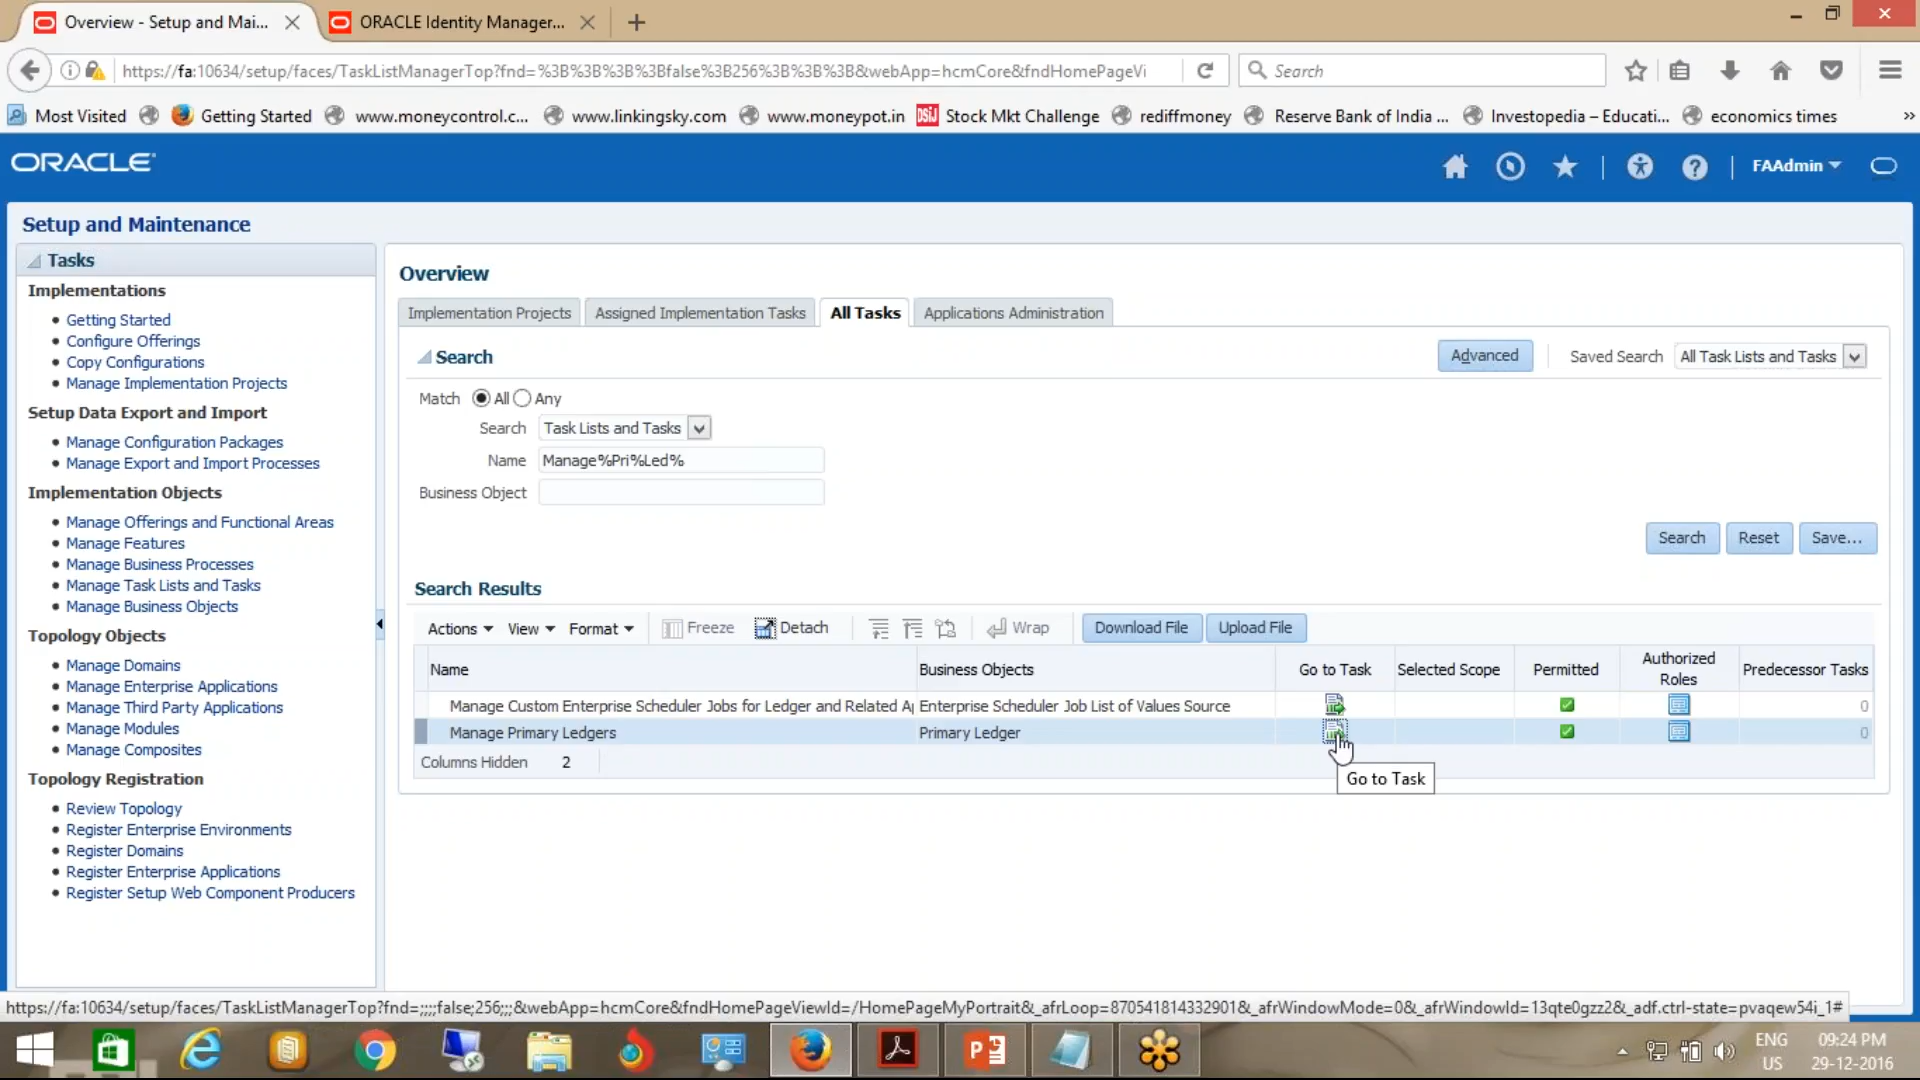 Overview - Setup and Mai...
ORACLE Identity Manager...
https://fa:10634/setup/faces/TaskListManagerTop?fnd=%3B%3B%3B%3Bfalse%3B256%3B%3B%3B&webApp=hcmCore&fndHomePageVi
Search
Most Visited
Getting Started
www.moneycontrol.c...
www.linkingsky.com
www.moneypot.in
DSIJ
Stock Mkt Challenge
rediffmoney
Reserve Bank of India ...
Investopedia – Educati...
economics times
»
ORACLE
FAAdmin
Setup and Maintenance
Tasks
Implementations
Getting Started
Configure Offerings
Copy Configurations
Manage Implementation Projects
Setup Data Export and Import
Manage Configuration Packages
Manage Export and Import Processes
Implementation Objects
Manage Offerings and Functional Areas
Manage Features
Manage Business Processes
Manage Task Lists and Tasks
Manage Business Objects
Topology Objects
Manage Domains
Manage Enterprise Applications
Manage Third Party Applications
Manage Modules
Manage Composites
Topology Registration
Review Topology
Register Enterprise Environments
Register Domains
Register Enterprise Applications
Register Setup Web Component Producers
Overview
Implementation Projects
Assigned Implementation Tasks
All Tasks
Applications Administration
Search
Advanced
Saved Search All Task Lists and Tasks
Match All Any
Search Task Lists and Tasks
Name Manage%Pri%Led%
Business Object
Search Reset Save...
Search Results
Actions View Format Freeze Detach Wrap Download File Upload File
Name Business Objects Go to Task Selected Scope Permitted Authorized Roles Predecessor Tasks
Manage Custom Enterprise Scheduler Jobs for Ledger and Related A Enterprise Scheduler Job List of Values Source 0
Manage Primary Ledgers Primary Ledger 0
Columns Hidden 2
Go to Task
https://fa:10634/setup/faces/TaskListManagerTop?fnd=;;;;false;256;;;&webApp=hcmCore&fndHomePageViewId=/HomePageMyPortrait&_afrLoop=870541814332901&_afrWindowMode=0&_afrWindowId=13qte0gzz2&_adf.ctrl-state=pvaqew54i_1#
ENG
US
09:24 PM
29-12-2016